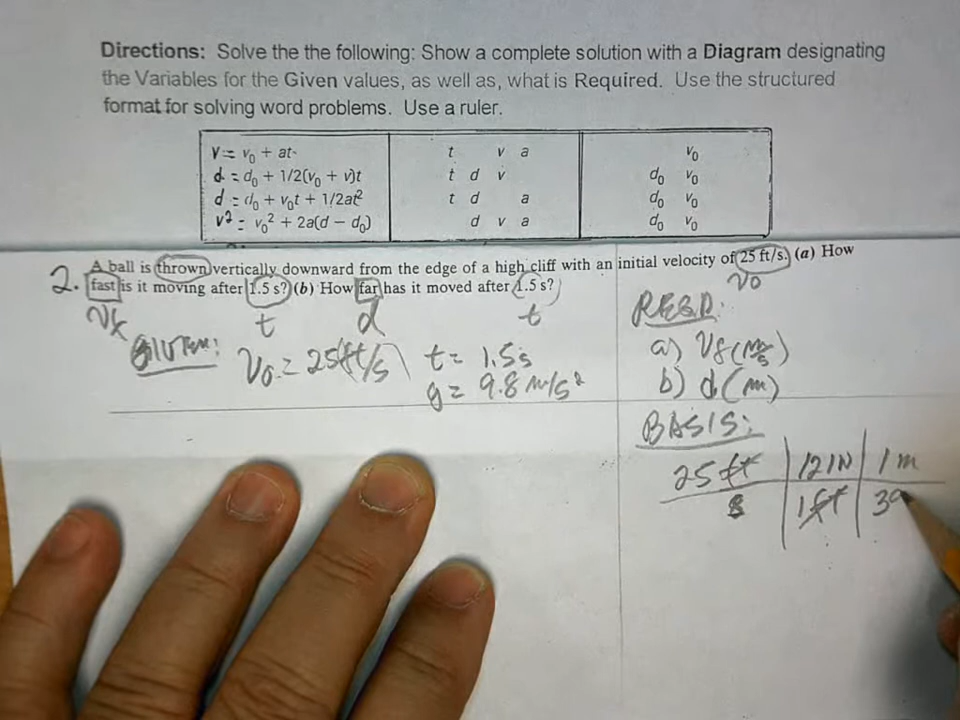 Directions: Solve the the following: Show a complete solution with a Diagram designating
the Variables for the Given values, as well as, what is Required. Use the structured
format for solving word problems. Use a ruler.
v = v₀ + at t v a v₀
d = d₀ + 1/2(v₀ + v)t t d v d₀ v₀
d = d₀ + v₀t + 1/2at² t d a d₀ v₀
v² = v₀² + 2a(d – d₀) d v a d₀ v₀
2. A ball is thrown vertically downward from the edge of a high cliff with an initial velocity of 25 ft/s. (a) How
fast is it moving after 1.5 s? (b) How far has it moved after 1.5 s?
v₀
t d t
GIVEN:
V₀ = 25(ft/s) t = 1.5s
g = 9.8 m/s²
REQD:
a) Vf (m/s)
b) d (m)
BASIS:
25 ft 12 IN 1 m
s 1 ft 39